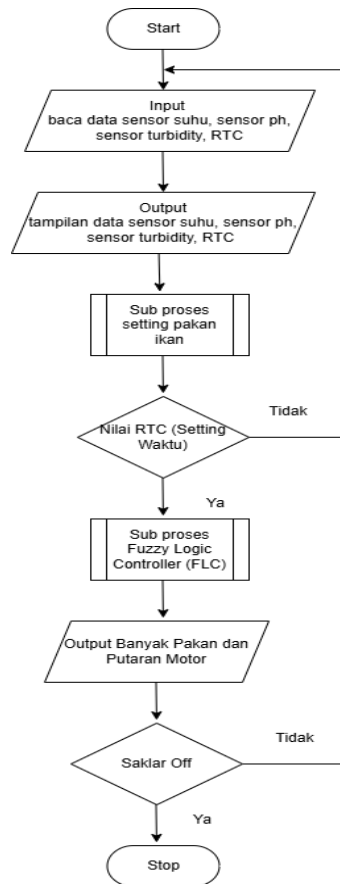 Start
Input
baca data sensor suhu, sensor ph,
sensor turbidity, RTC
Output
tampilan data sensor suhu, sensor ph,
sensor turbidity, RTC
Sub proses
setting pakan
ikan
Tidak
Nilai RTC (Setting
Waktu)
Ya
Sub proses
Fuzzy Logic
Controller (FLC)
Output Banyak Pakan dan
Putaran Motor
Tidak
Saklar Off
Ya
Stop